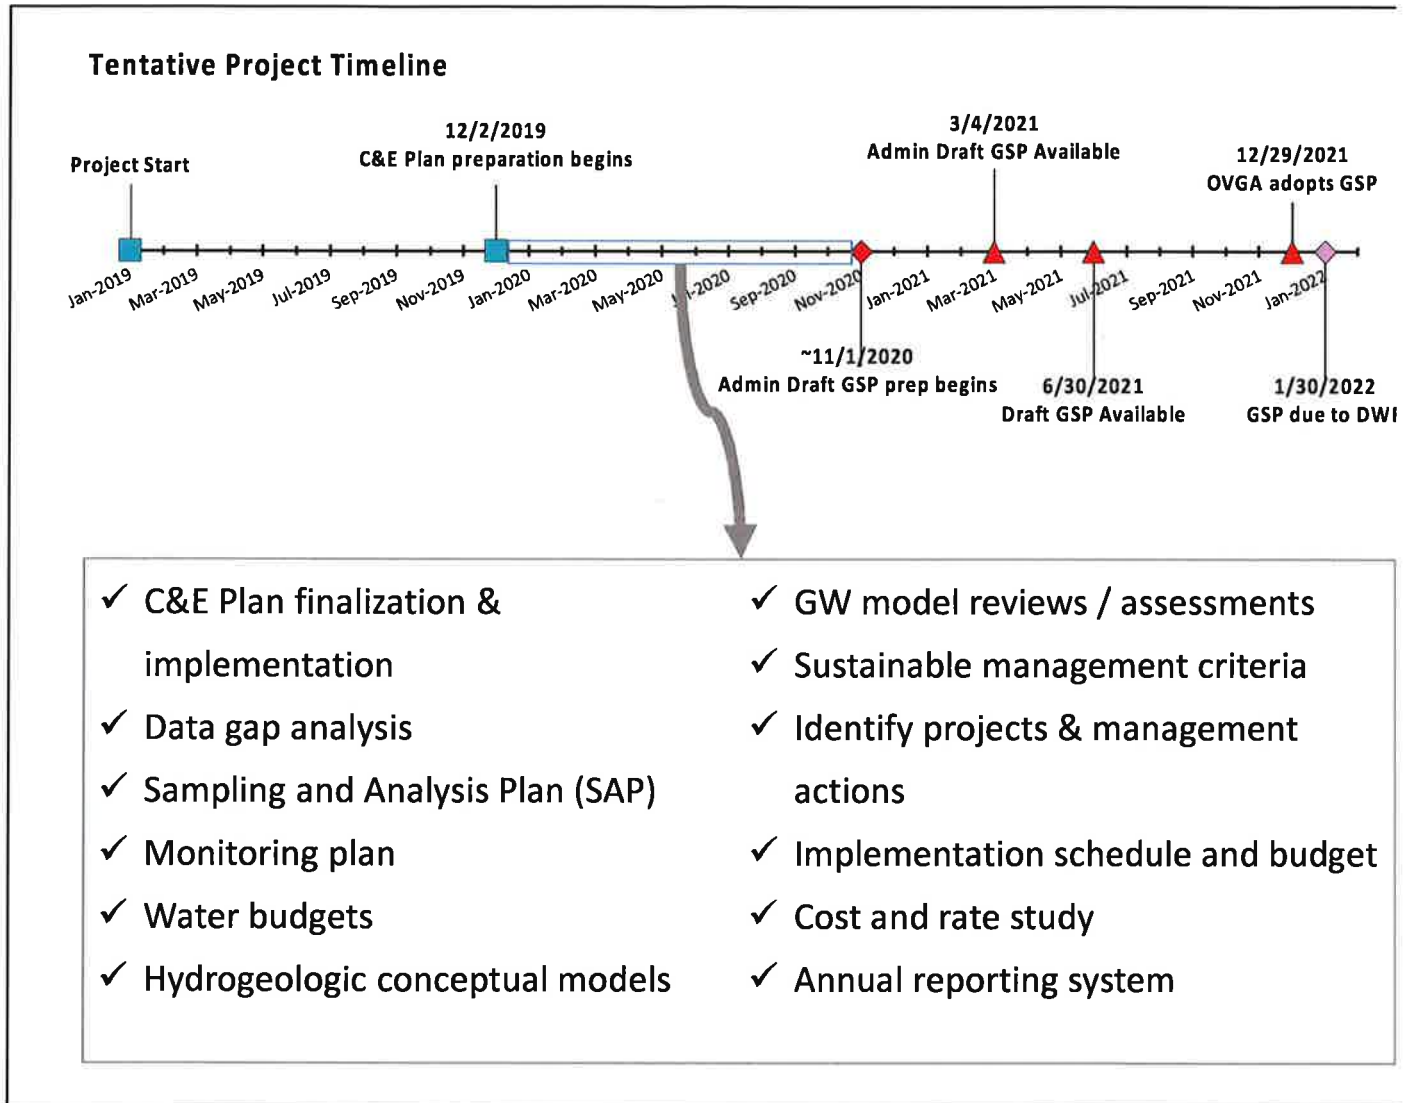 Tentative Project Timeline
Project Start
12/2/2019
C&E Plan preparation begins
3/4/2021
Admin Draft GSP Available
12/29/2021
OVGA adopts GSP
Jan-2019
Mar-2019
May-2019
Jul-2019
Sep-2019
Nov-2019
Jan-2020
Mar-2020
May-2020
Jul-2020
Sep-2020
Nov-2020
Jan-2021
Mar-2021
May-2021
Jul-2021
Sep-2021
Nov-2021
Jan-2022
~11/1/2020
Admin Draft GSP prep begins
6/30/2021
Draft GSP Available
1/30/2022
GSP due to DW
✓ C&E Plan finalization &
implementation
✓ Data gap analysis
✓ Sampling and Analysis Plan (SAP)
✓ Monitoring plan
✓ Water budgets
✓ Hydrogeologic conceptual models
✓ GW model reviews / assessments
✓ Sustainable management criteria
✓ Identify projects & management
actions
✓ Implementation schedule and budget
✓ Cost and rate study
✓ Annual reporting system